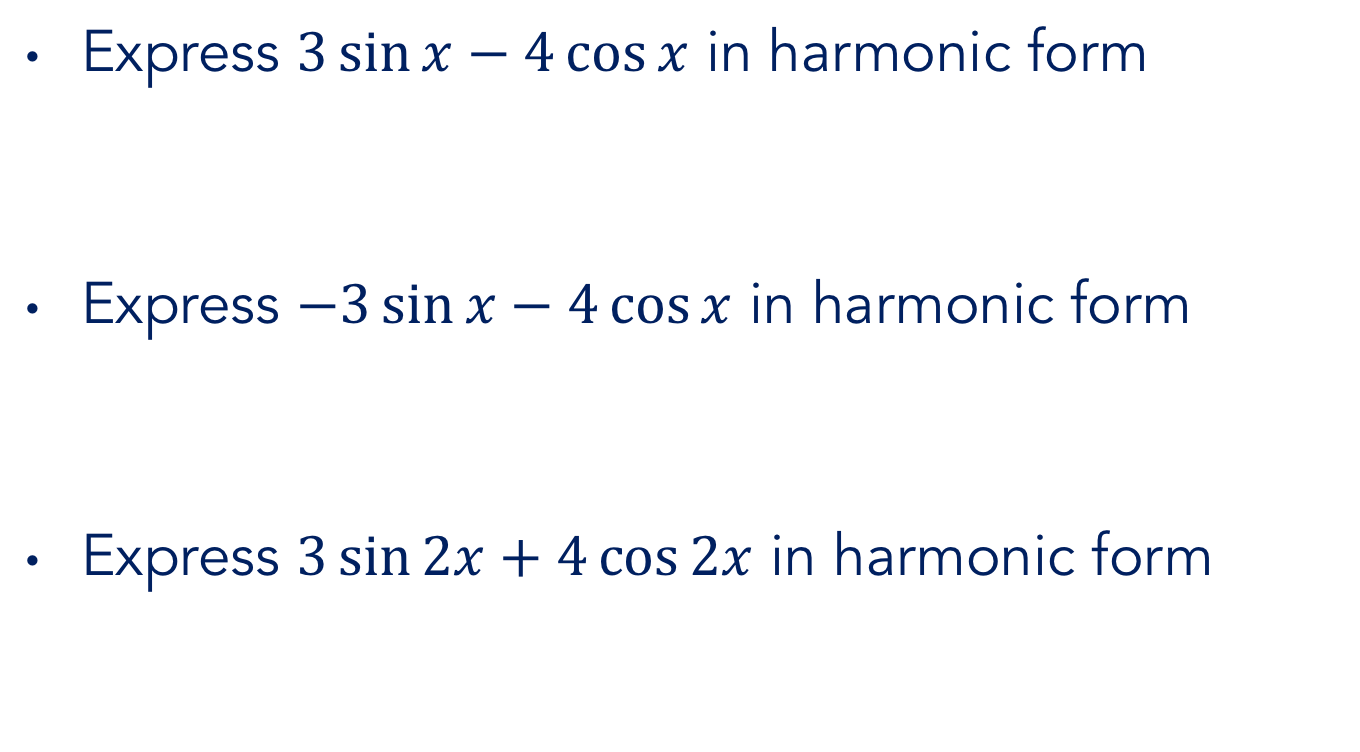 • Express 3 sin 𝑥 − 4 cos 𝑥 in harmonic form
• Express −3 sin 𝑥 − 4 cos 𝑥 in harmonic form
• Express 3 sin 2𝑥 + 4 cos 2𝑥 in harmonic form